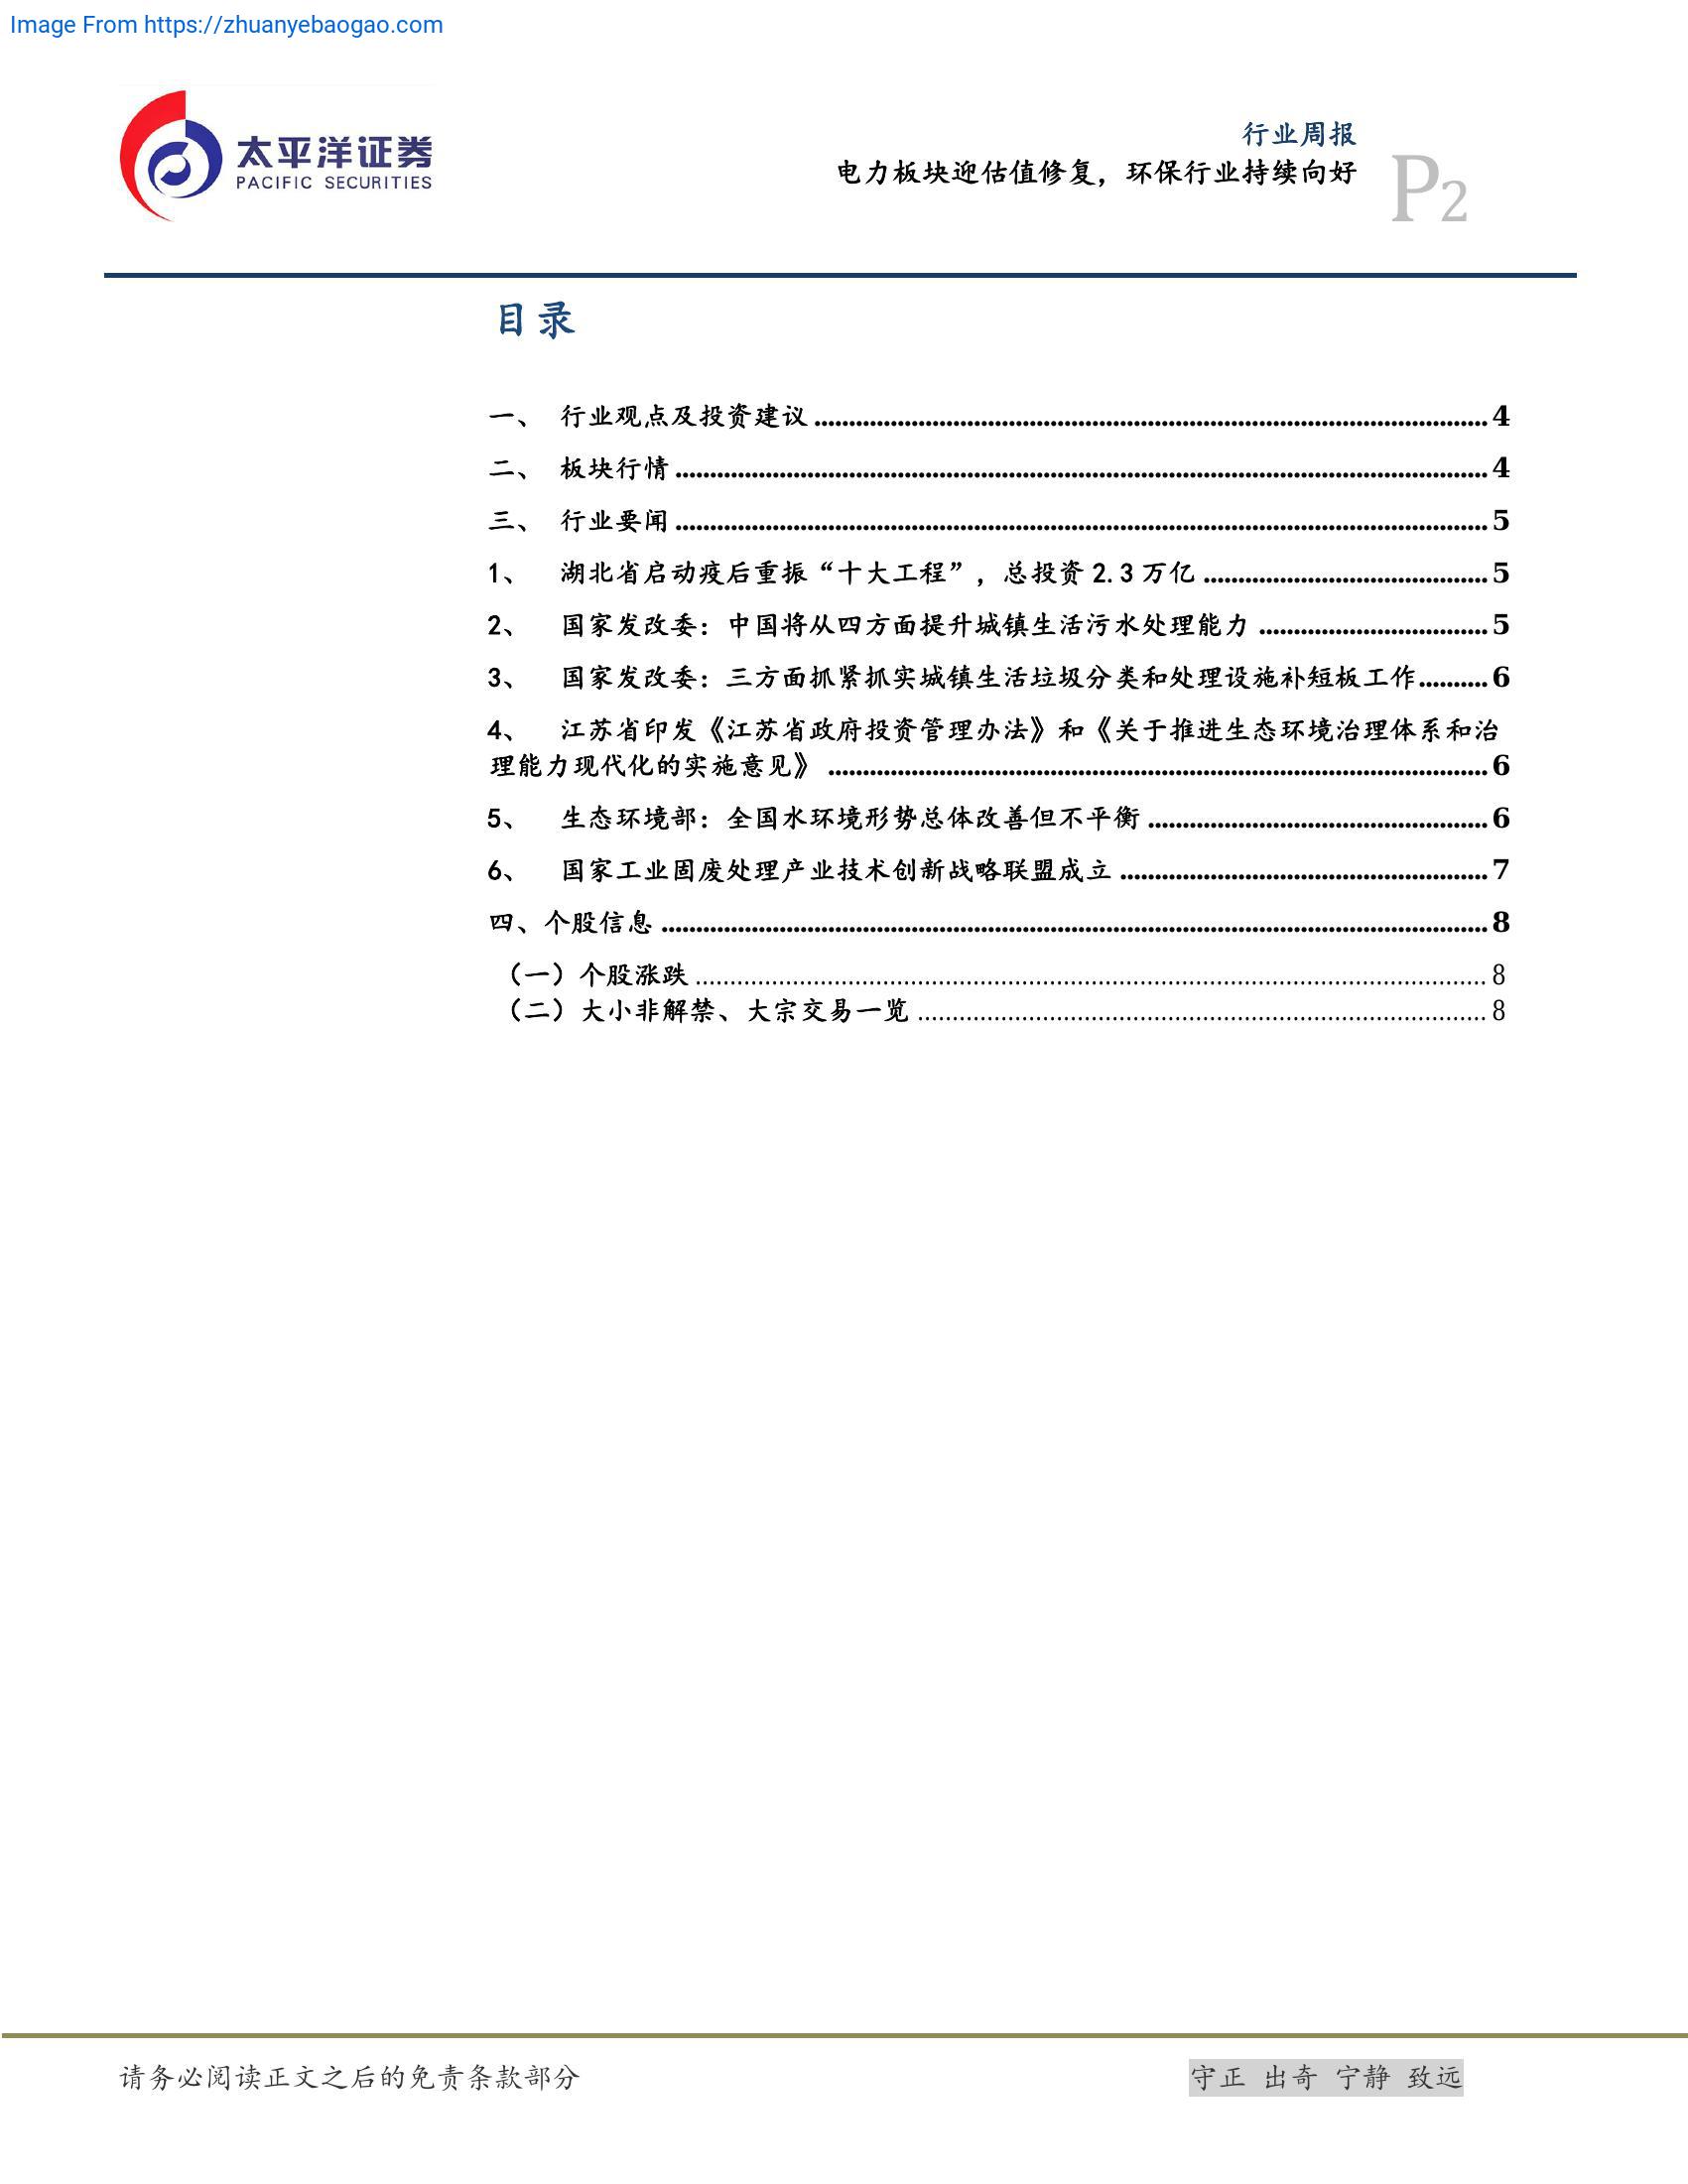 Image From https://zhuanyebaogao.com
太平洋证券
PACIFIC SECURITIES
行业周报
电力板块迎估值修复，环保行业持续向好
P2
目录
一、 行业观点及投资建议 4
二、 板块行情 4
三、 行业要闻 5
1、 湖北省启动疫后重振“十大工程”，总投资 2.3 万亿 5
2、 国家发改委：中国将从四方面提升城镇生活污水处理能力 5
3、 国家发改委：三方面抓紧抓实城镇生活垃圾分类和处理设施补短板工作 6
4、 江苏省印发《江苏省政府投资管理办法》和《关于推进生态环境治理体系和治
理能力现代化的实施意见》 6
5、 生态环境部：全国水环境形势总体改善但不平衡 6
6、 国家工业固废处理产业技术创新战略联盟成立 7
四、个股信息 8
（一）个股涨跌 8
（二）大小非解禁、大宗交易一览 8
请务必阅读正文之后的免责条款部分
守正 出奇 宁静 致远